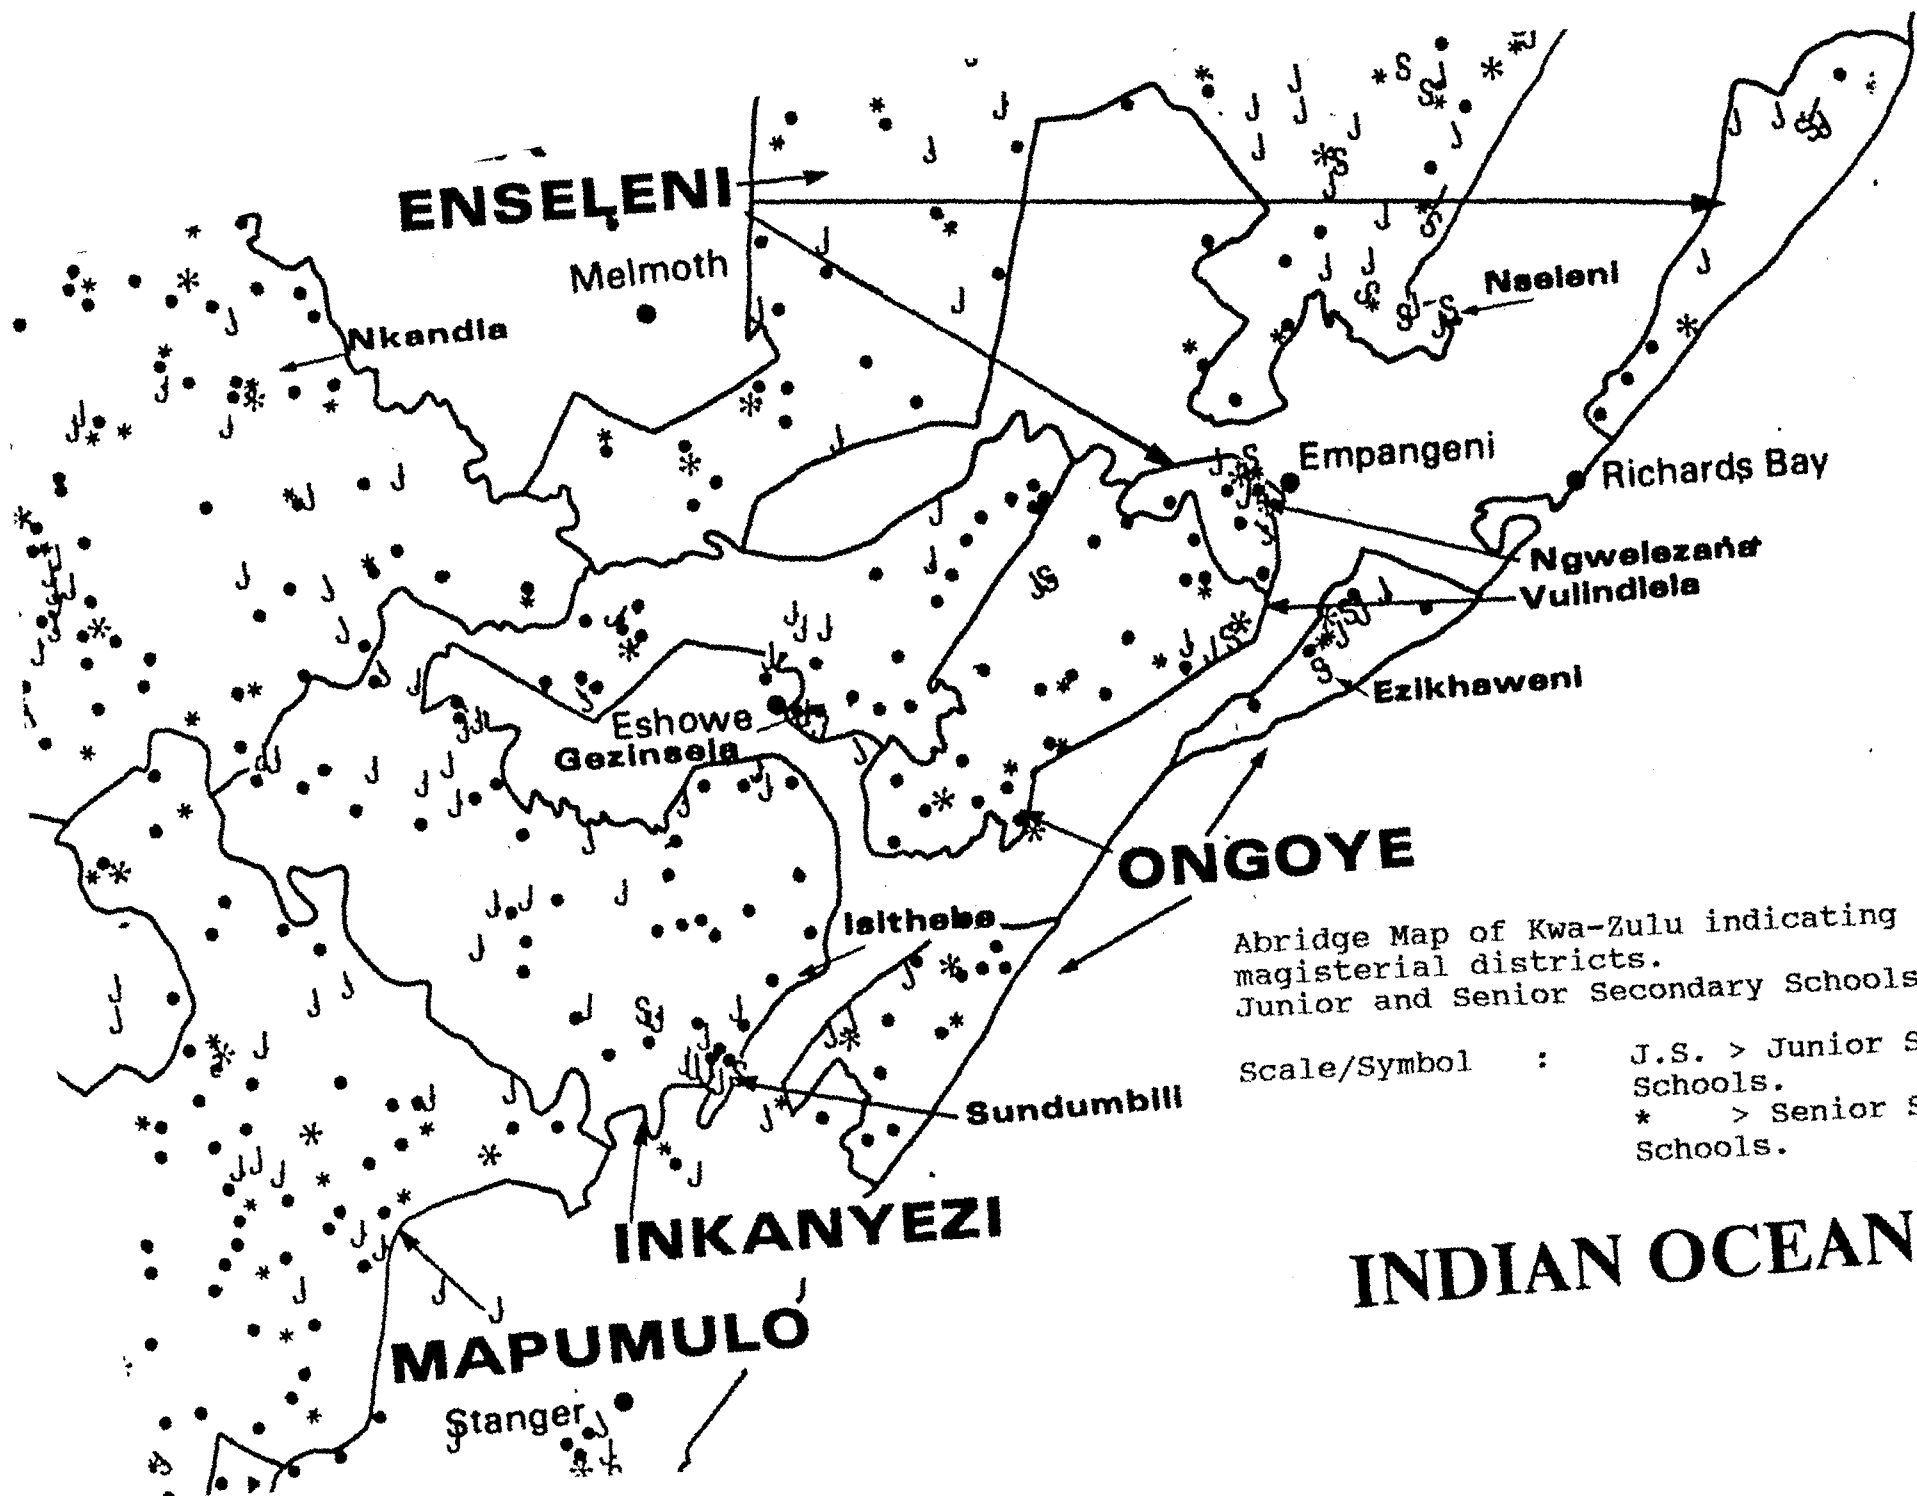 ENSELENI
Melmoth
Nkandla
Nseleni
Empangeni
Richards Bay
Ngwelezana
Vulindlela
Ezikhaweni
Eshowe
Gezinsela
ONGOYE
Isithebe
Abridge Map of Kwa-Zulu indicating
magisterial districts.
Junior and Senior Secondary Schools
Scale/Symbol : J.S. > Junior S
Schools.
* > Senior S
Schools.
Sundumbili
INKANYEZI
INDIAN OCEAN
MAPUMULO
Stanger